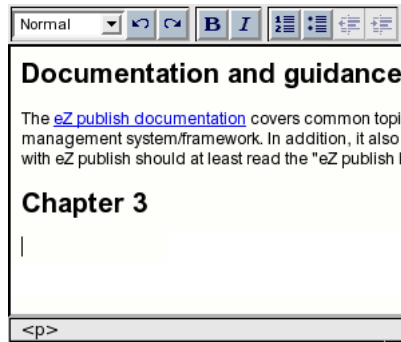 Normal
B I
Documentation and guidance
The eZ publish documentation covers common topi
management system/framework. In addition, it also
with eZ publish should at least read the "eZ publish
Chapter 3
<p>